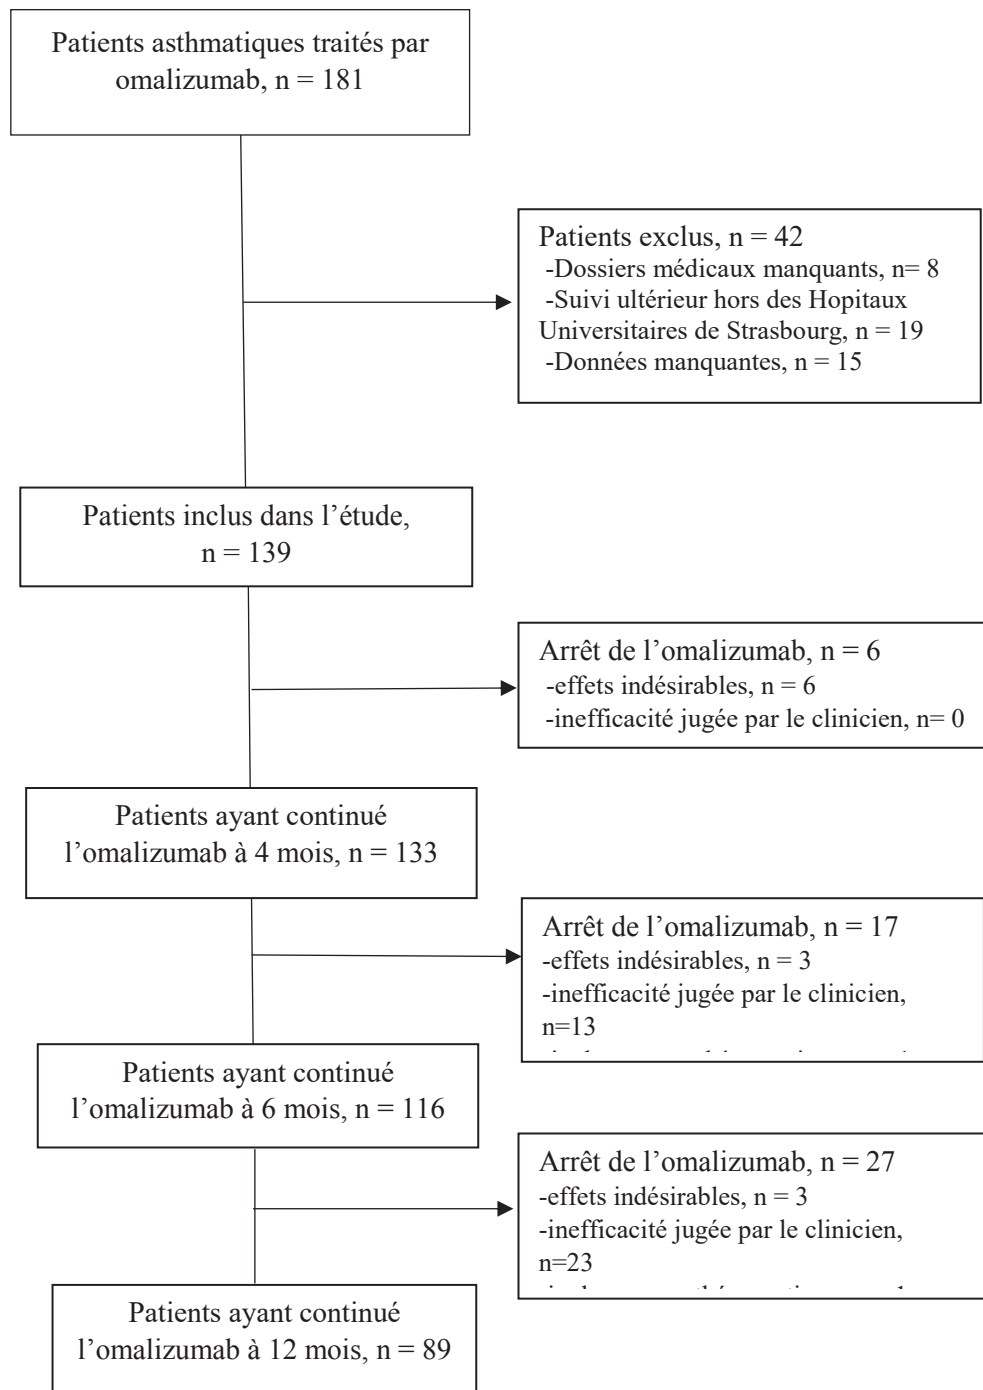 Patients asthmatiques traités par
omalizumab, n = 181
Patients exclus, n = 42
-Dossiers médicaux manquants, n= 8
-Suivi ultérieur hors des Hopitaux
Universitaires de Strasbourg, n = 19
-Données manquantes, n = 15
Patients inclus dans l’étude,
n = 139
Arrêt de l’omalizumab, n = 6
-effets indésirables, n = 6
-inefficacité jugée par le clinicien, n= 0
Patients ayant continué
l’omalizumab à 4 mois, n = 133
Arrêt de l’omalizumab, n = 17
-effets indésirables, n = 3
-inefficacité jugée par le clinicien,
n=13
Patients ayant continué
l’omalizumab à 6 mois, n = 116
Arrêt de l’omalizumab, n = 27
-effets indésirables, n = 3
-inefficacité jugée par le clinicien,
n=23
Patients ayant continué
l’omalizumab à 12 mois, n = 89